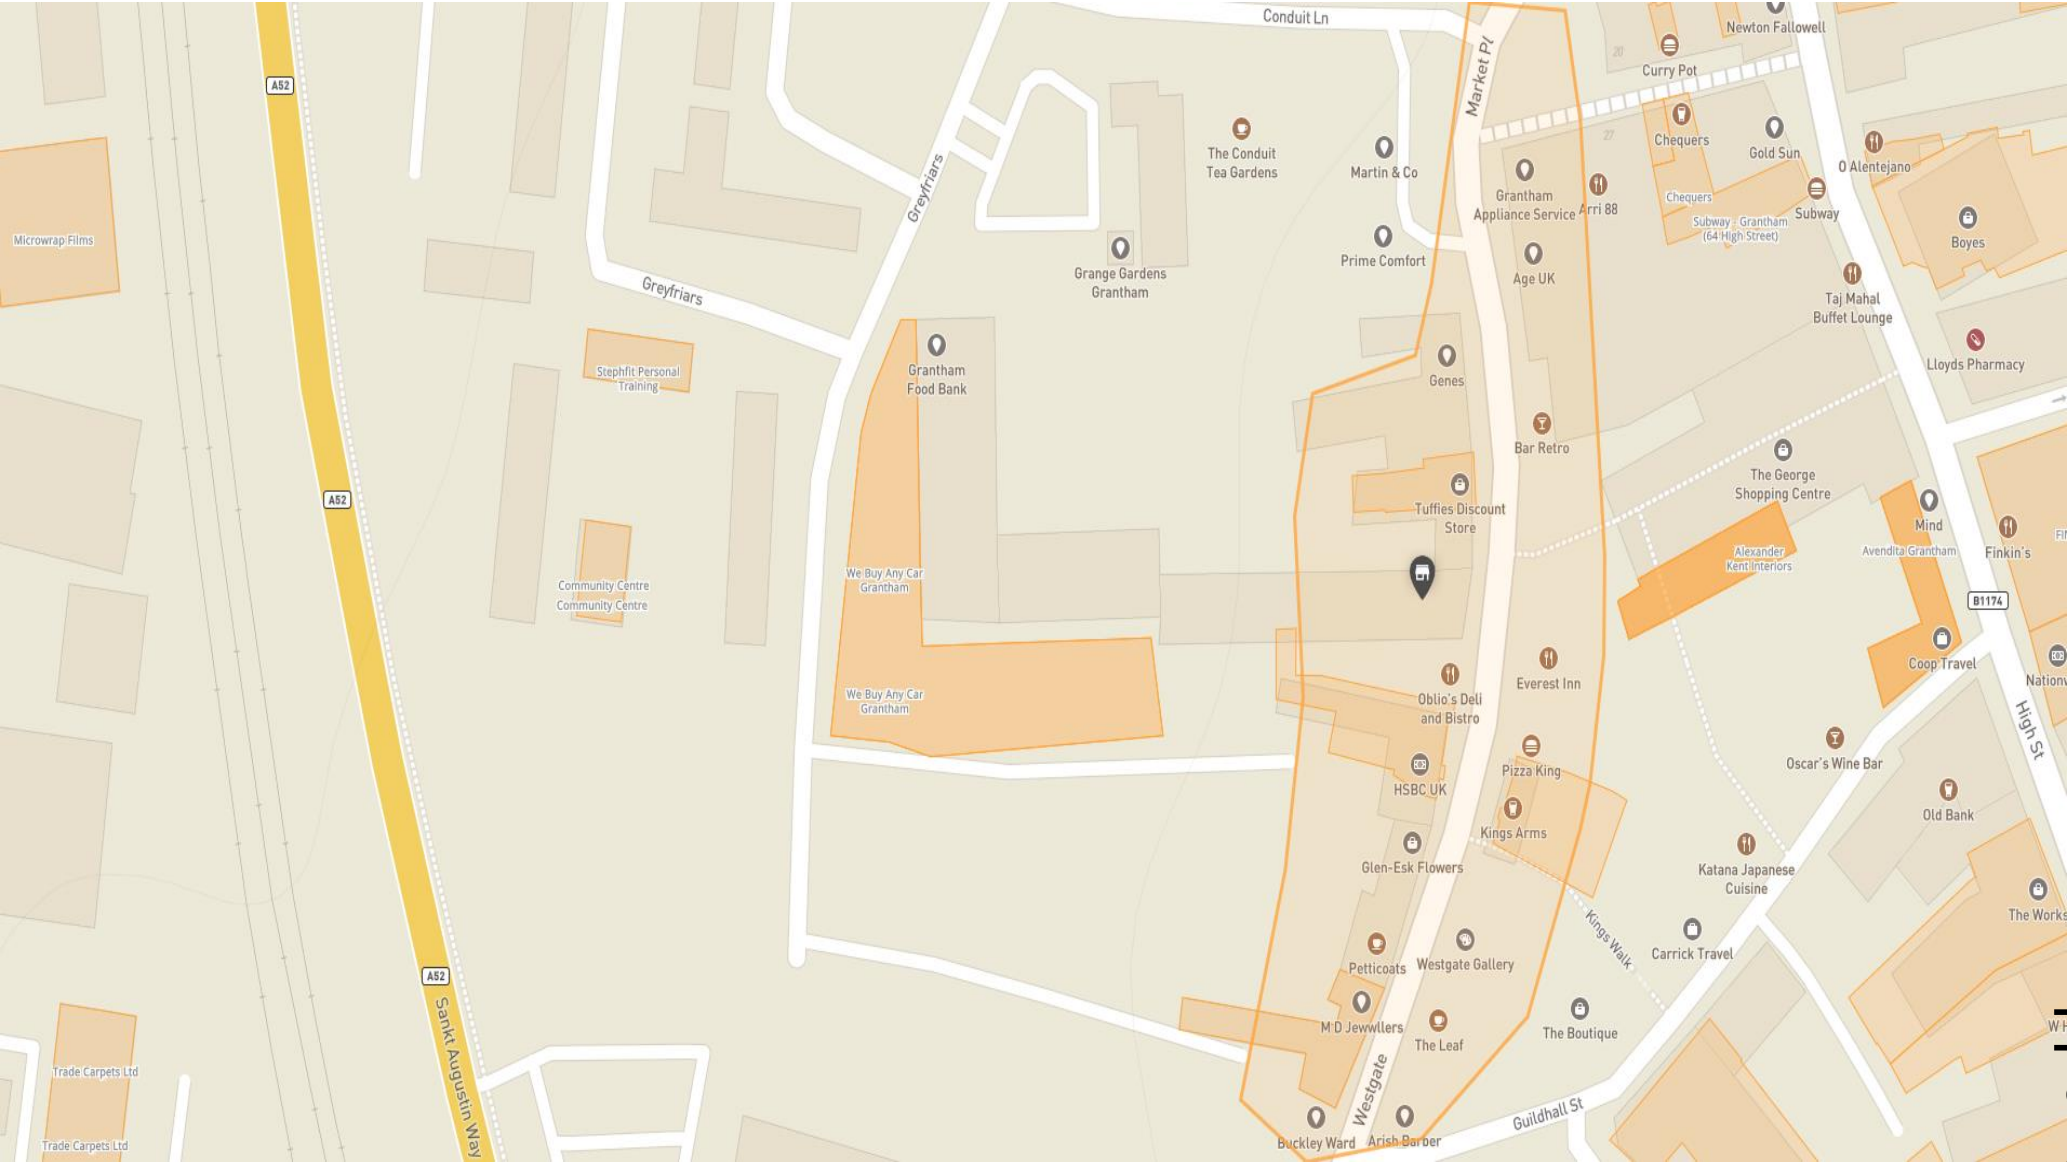 Conduit Ln
Newton Fallowell
20
Curry Pot
A52
Market Pl
27
Chequers
Gold Sun
O Alentejano
The Conduit
Tea Gardens
Martin & Co
Grantham
Appliance Service
Arri 88
Chequers
Subway
Subway - Grantham
(64 High Street)
Boyes
Greyfriars
Microwrap Films
Prime Comfort
Age UK
Grange Gardens
Grantham
Greyfriars
Taj Mahal
Buffet Lounge
Lloyds Pharmacy
Stephfit Personal
Training
Grantham
Food Bank
Genes
Bar Retro
The George
Shopping Centre
A52
Tuffies Discount
Store
Mind
Finkin's
Alexander
Kent Interiors
Avendita Grantham
We Buy Any Car
Grantham
Community Centre
Community Centre
B1174
Coop Travel
Everest Inn
Oblio's Deli
and Bistro
We Buy Any Car
Grantham
High St
Oscar's Wine Bar
Pizza King
HSBC UK
Old Bank
Kings Arms
Glen-Esk Flowers
Katana Japanese
Cuisine
The Works
Kings Walk
Carrick Travel
Petticoats
Westgate Gallery
A52
Sankt Augustin Way
M D Jewwllers
The Leaf
The Boutique
Trade Carpets Ltd
Westgate
Guildhall St
Buckley Ward
Arish Barber
Trade Carpets Ltd